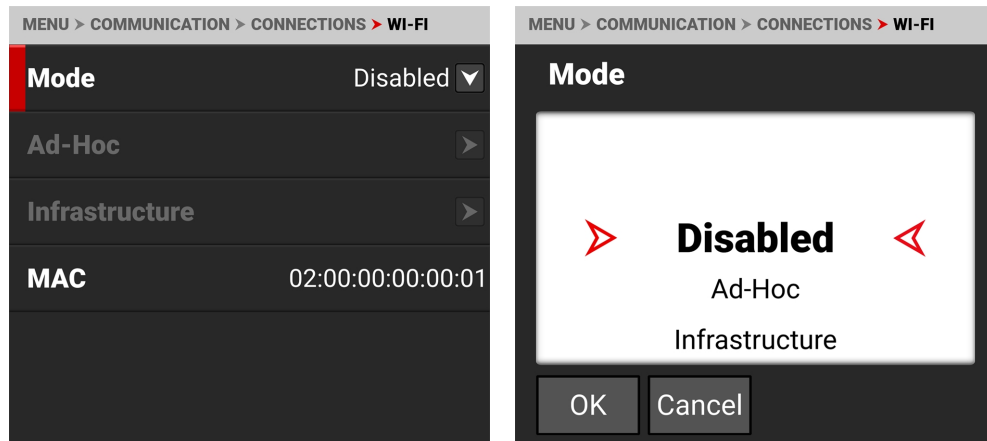 MENU > COMMUNICATION > CONNECTIONS > WI-FI
Mode Disabled
Ad-Hoc
Infrastructure
MAC 02:00:00:00:00:01
MENU > COMMUNICATION > CONNECTIONS > WI-FI
Mode
Disabled
Ad-Hoc
Infrastructure
OK Cancel